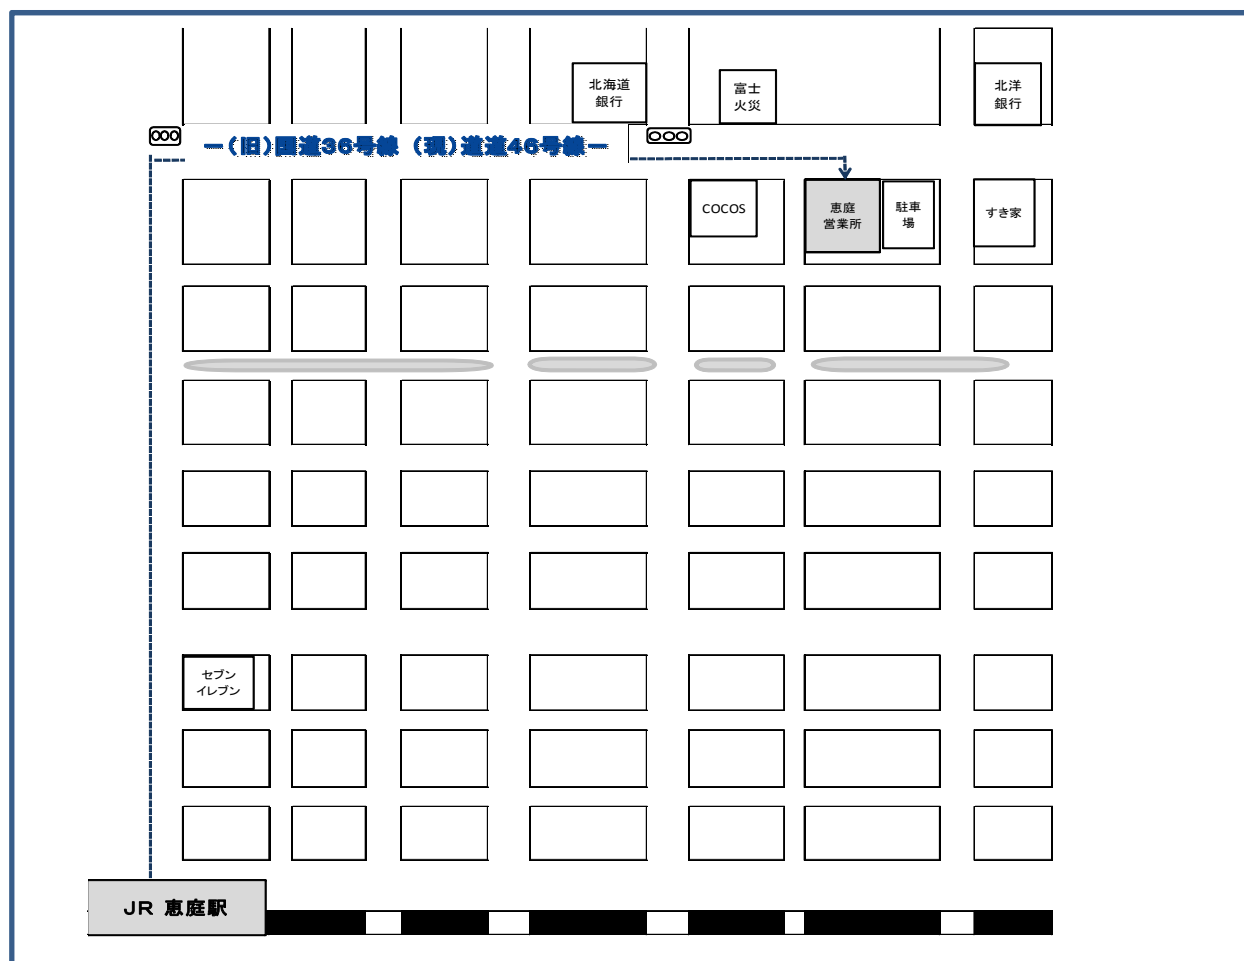 北海道
銀行
富士
火災
北洋
銀行
－（旧）国道36号線 （現）道道46号線－
COCOS
恵庭
営業所
駐車
場
すき家
セブン
イレブン
JR 恵庭駅